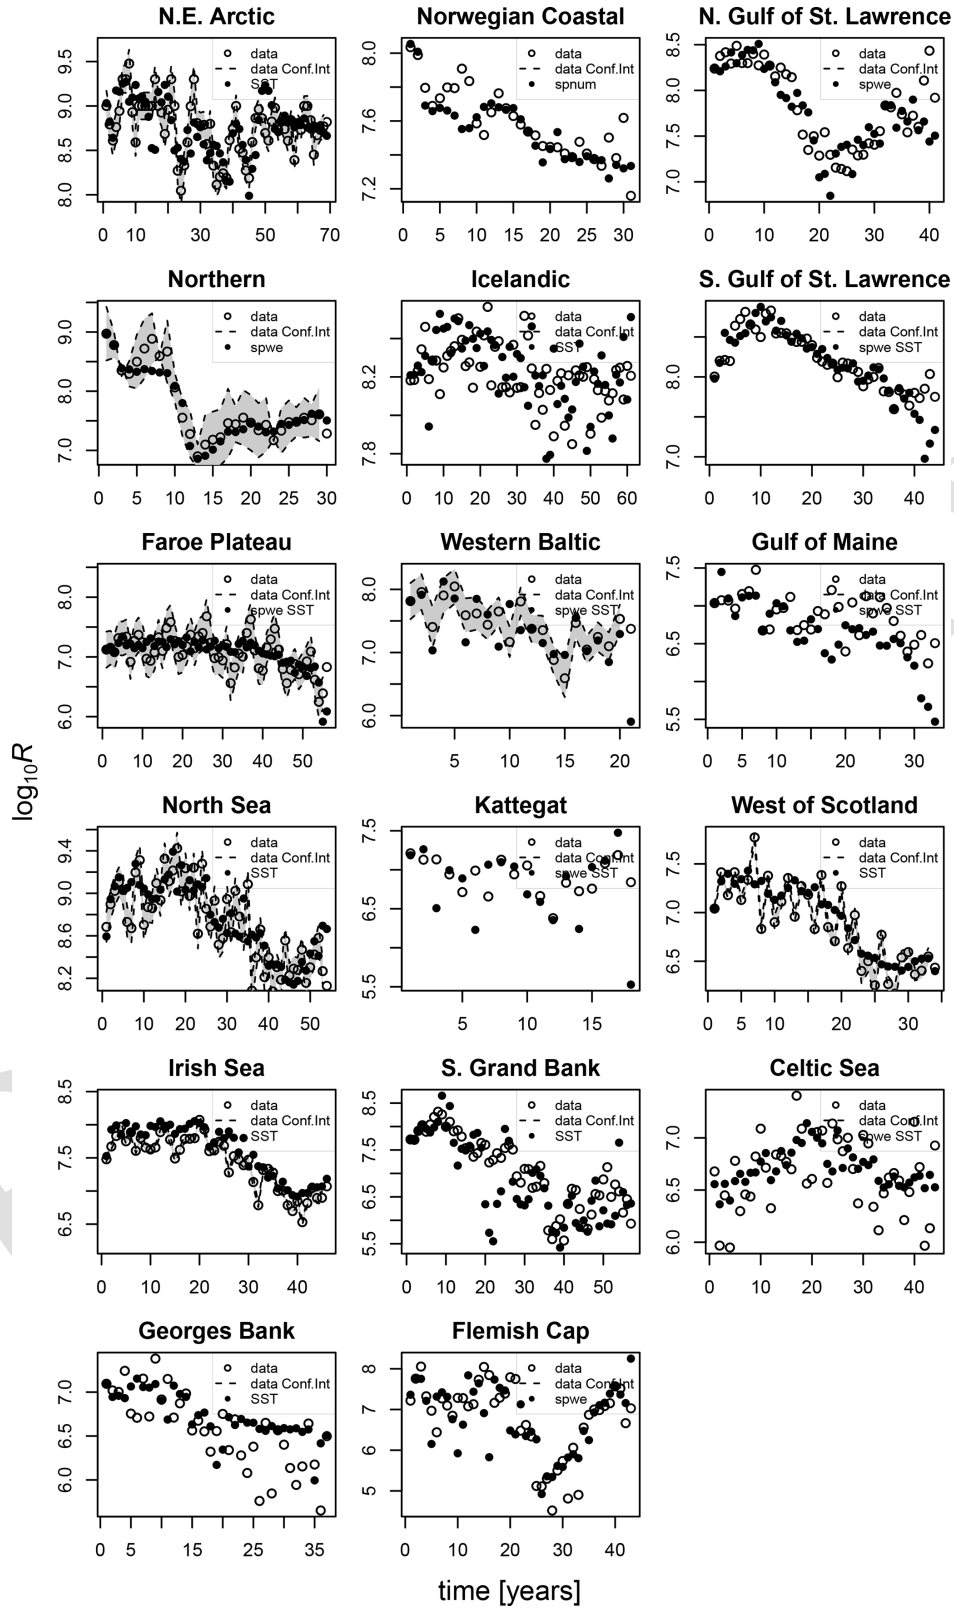 N.E. Arctic
9.5
9.0
8.5
8.0
data
data Conf.Int
SST
0 10 30 50 70
Norwegian Coastal
8.0
7.6
7.2
data
data Conf.Int
spnum
0 5 10 15 20 25 30
N. Gulf of St. Lawrence
8.5
8.0
7.5
7.0
data
data Conf.Int
spwe
0 10 20 30 40
Northern
9.0
8.0
7.0
data
data Conf.Int
spwe
0 5 10 15 20 25 30
Icelandic
8.2
7.8
data
data Conf.Int
SST
0 10 20 30 40 50 60
S. Gulf of St. Lawrence
8.0
7.0
data
data Conf.Int
spwe SST
0 10 20 30 40
Faroe Plateau
8.0
7.0
6.0
data
data Conf.Int
spwe SST
0 10 20 30 40 50
Western Baltic
8.0
7.0
6.0
data
data Conf.Int
spwe SST
5 10 15 20
Gulf of Maine
7.5
6.5
5.5
data
data Conf.Int
spwe SST
0 10 20 30
log10R
North Sea
9.4
9.0
8.6
8.2
data
data Conf.Int
SST
0 10 20 30 40 50
Kattegat
7.5
6.5
5.5
data
data Conf.Int
spwe SST
5 10 15
West of Scotland
7.5
7.0
6.5
data
data Conf.Int
SST
0 5 10 20 30
Irish Sea
8.5
7.5
6.5
data
data Conf.Int
SST
0 10 20 30 40
S. Grand Bank
8.5
7.5
6.5
5.5
data
data Conf.Int
SST
0 10 20 30 40 50
Celtic Sea
7.0
6.5
6.0
data
data Conf.Int
spwe SST
0 10 20 30 40
Georges Bank
7.0
6.5
6.0
data
data Conf.Int
SST
0 5 15 25 35
Flemish Cap
8
7
6
5
data
data Conf.Int
spwe
0 10 20 30 40
time [years]